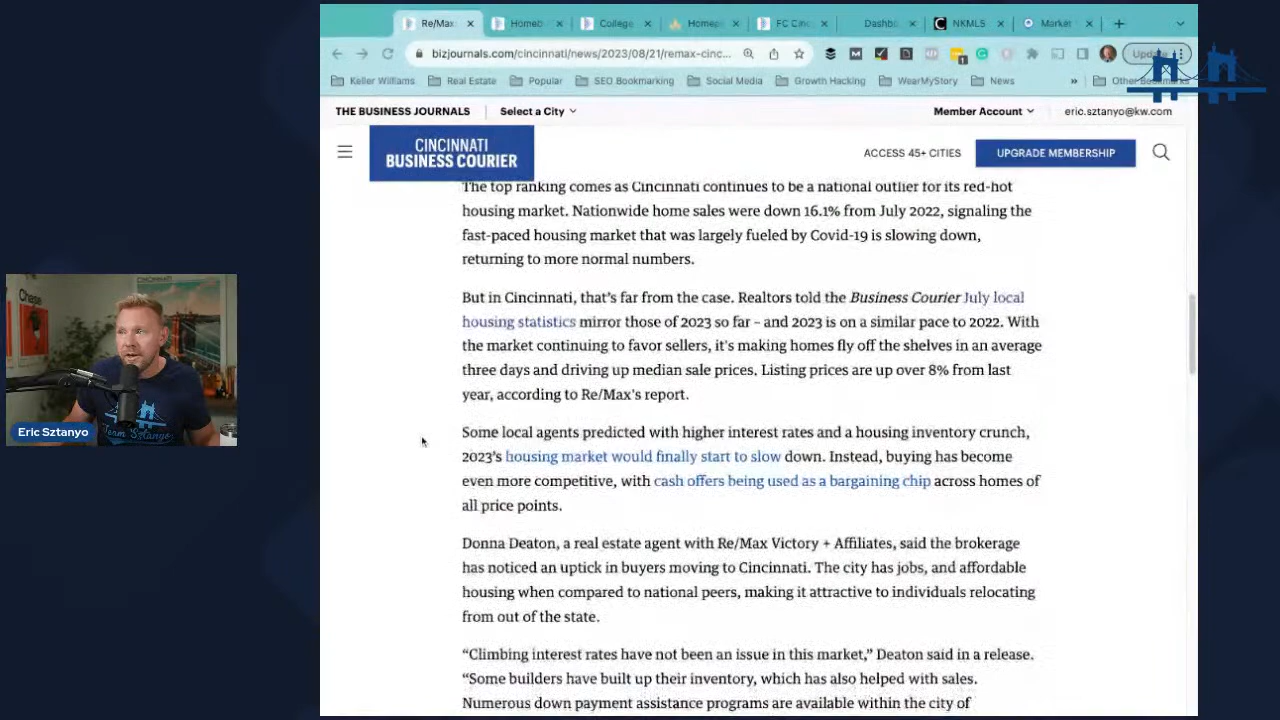 Re/Max
Homeb
College
Homep
FC Cinc
Dashb
NKMLS
Market
bizjournals.com/cincinnati/news/2023/08/21/remax-cinc...
Keller Williams
Real Estate
Popular
SEO Bookmarking
Social Media
Growth Hacking
WearMyStory
News
»
THE BUSINESS JOURNALS
Select a City
Member Account
eric.sztanyo@kw.com
CINCINNATI
BUSINESS COURIER
ACCESS 45+ CITIES
UPGRADE MEMBERSHIP
The top ranking comes as Cincinnati continues to be a national outlier for its red-hot
housing market. Nationwide home sales were down 16.1% from July 2022, signaling the
fast-paced housing market that was largely fueled by Covid-19 is slowing down,
returning to more normal numbers.
But in Cincinnati, that's far from the case. Realtors told the Business Courier July local
housing statistics mirror those of 2023 so far – and 2023 is on a similar pace to 2022. With
the market continuing to favor sellers, it's making homes fly off the shelves in an average
three days and driving up median sale prices. Listing prices are up over 8% from last
year, according to Re/Max's report.
Some local agents predicted with higher interest rates and a housing inventory crunch,
2023's housing market would finally start to slow down. Instead, buying has become
even more competitive, with cash offers being used as a bargaining chip across homes of
all price points.
Donna Deaton, a real estate agent with Re/Max Victory + Affiliates, said the brokerage
has noticed an uptick in buyers moving to Cincinnati. The city has jobs, and affordable
housing when compared to national peers, making it attractive to individuals relocating
from out of the state.
“Climbing interest rates have not been an issue in this market,” Deaton said in a release.
“Some builders have built up their inventory, which has also helped with sales.
Numerous down payment assistance programs are available within the city of
Team Sztanyo
Eric Sztanyo